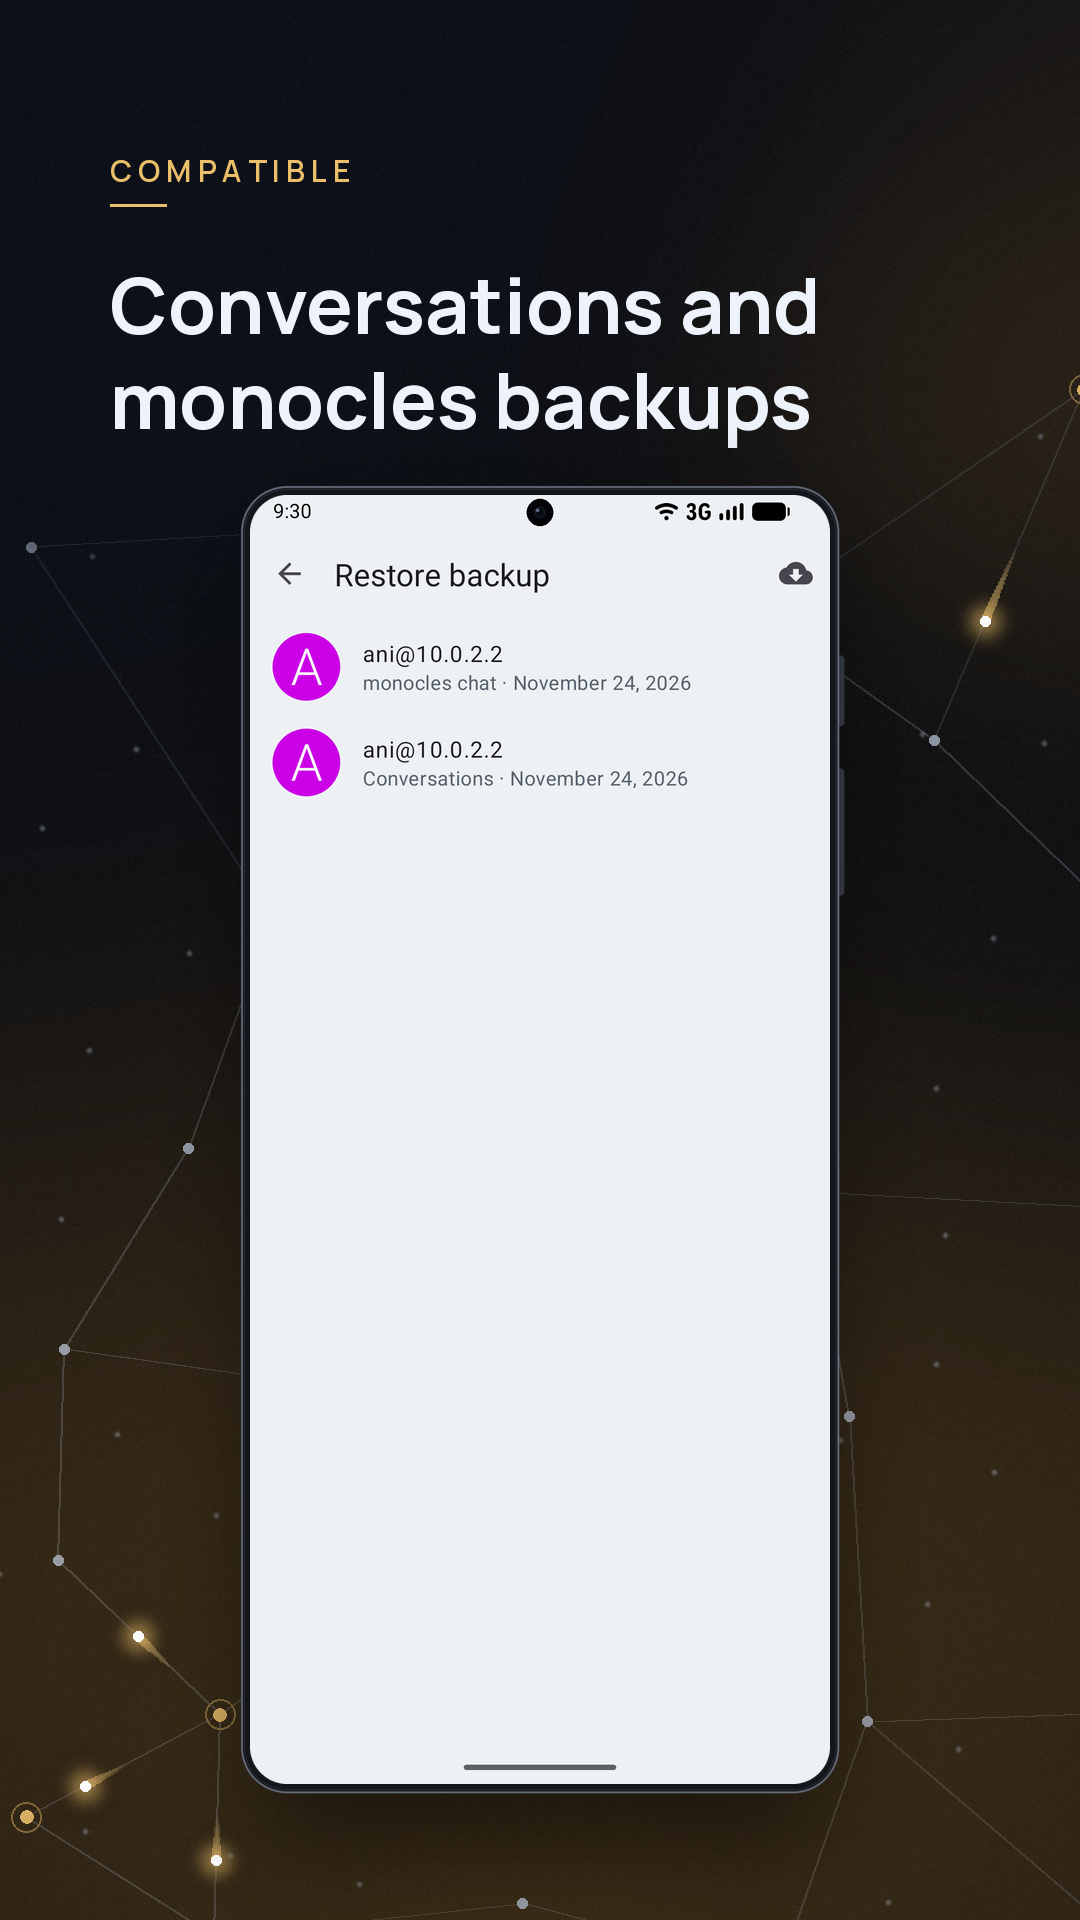 COMPATIBLE
Conversations and
monocles backups
9:30
3G
Restore backup
A
ani@10.0.2.2
monocles chat · November 24, 2026
A
ani@10.0.2.2
Conversations · November 24, 2026